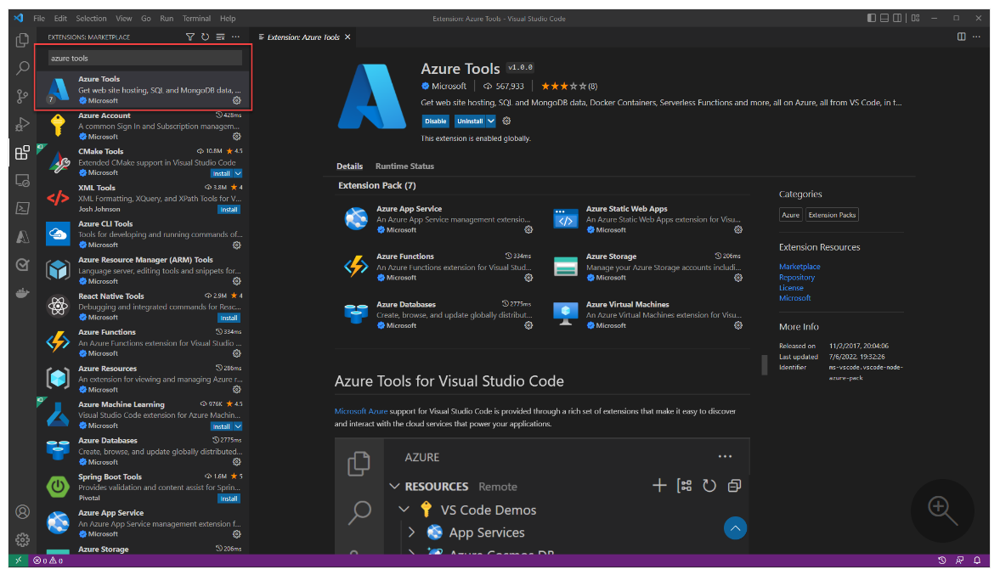 File Edit Selection View Go Run Terminal Help
Extension: Azure Tools - Visual Studio Code
EXTENSIONS: MARKETPLACE
azure tools
Azure Tools
Get web site hosting, SQL and MongoDB data, ...
Microsoft
7
Azure Account 428ms
A common Sign In and Subscription managem...
Microsoft
CMake Tools 10.8M 4.5
Extended CMake support in Visual Studio Code
Microsoft Install
XML Tools 3.8M 4
XML Formatting, XQuery, and XPath Tools for V...
Josh Johnson Install
Azure CLI Tools
Tools for developing and running commands of...
Microsoft
Azure Resource Manager (ARM) Tools
Language server, editing tools and snippets for...
Microsoft
React Native Tools 2.9M 4
Debugging and integrated commands for Reac...
Microsoft Install
Azure Functions 334ms
An Azure Functions extension for Visual Studio ...
Microsoft
Azure Resources 286ms
An extension for viewing and managing Azure r...
Microsoft
Azure Machine Learning 976K 4.5
Visual Studio Code extension for Azure Machin...
Microsoft Install
Azure Databases 2775ms
Create, browse, and update globally distributed...
Microsoft
Spring Boot Tools 1.6M 5
Provides validation and content assist for Sprin...
Pivotal Install
Azure App Service
An Azure App Service management extension f...
Microsoft
Azure Storage 206ms
Extension: Azure Tools
Azure Tools v1.0.0
Microsoft 567,933 (8)
Get web site hosting, SQL and MongoDB data, Docker Containers, Serverless Functions and more, all on Azure, all from VS Code, in t...
Disable Uninstall
This extension is enabled globally.
Details Runtime Status
Extension Pack (7)
Azure App Service
An Azure App Service management extensio...
Microsoft
Azure Static Web Apps
An Azure Static Web Apps extension for Visu...
Microsoft
Azure Functions 334ms
An Azure Functions extension for Visual Stud...
Microsoft
Azure Storage 206ms
Manage your Azure Storage accounts includi...
Microsoft
Azure Databases 2775ms
Create, browse, and update globally distribut...
Microsoft
Azure Virtual Machines
An Azure Virtual Machines extension for Visu...
Microsoft
Azure Tools for Visual Studio Code
Microsoft Azure support for Visual Studio Code is provided through a rich set of extensions that make it easy to discover
and interact with the cloud services that power your applications.
AZURE
RESOURCES Remote
VS Code Demos
App Services
Azure Cosmos DB
Categories
Azure Extension Packs
Extension Resources
Marketplace
Repository
License
Microsoft
More Info
Released on 11/2/2017, 20:04:06
Last updated 7/6/2022, 19:32:26
Identifier ms-vscode.vscode-node-
azure-pack
0 0